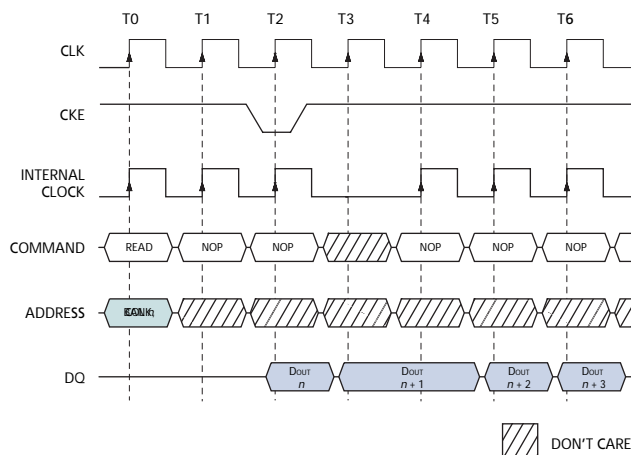 T0 T1 T2 T3 T4 T5 T6
CLK
CKE
INTERNAL
CLOCK
COMMAND READ NOP NOP NOP NOP NOP
ADDRESS
DQ DOUT n DOUT n + 1 DOUT n + 2 DOUT n + 3
DON'T CARE